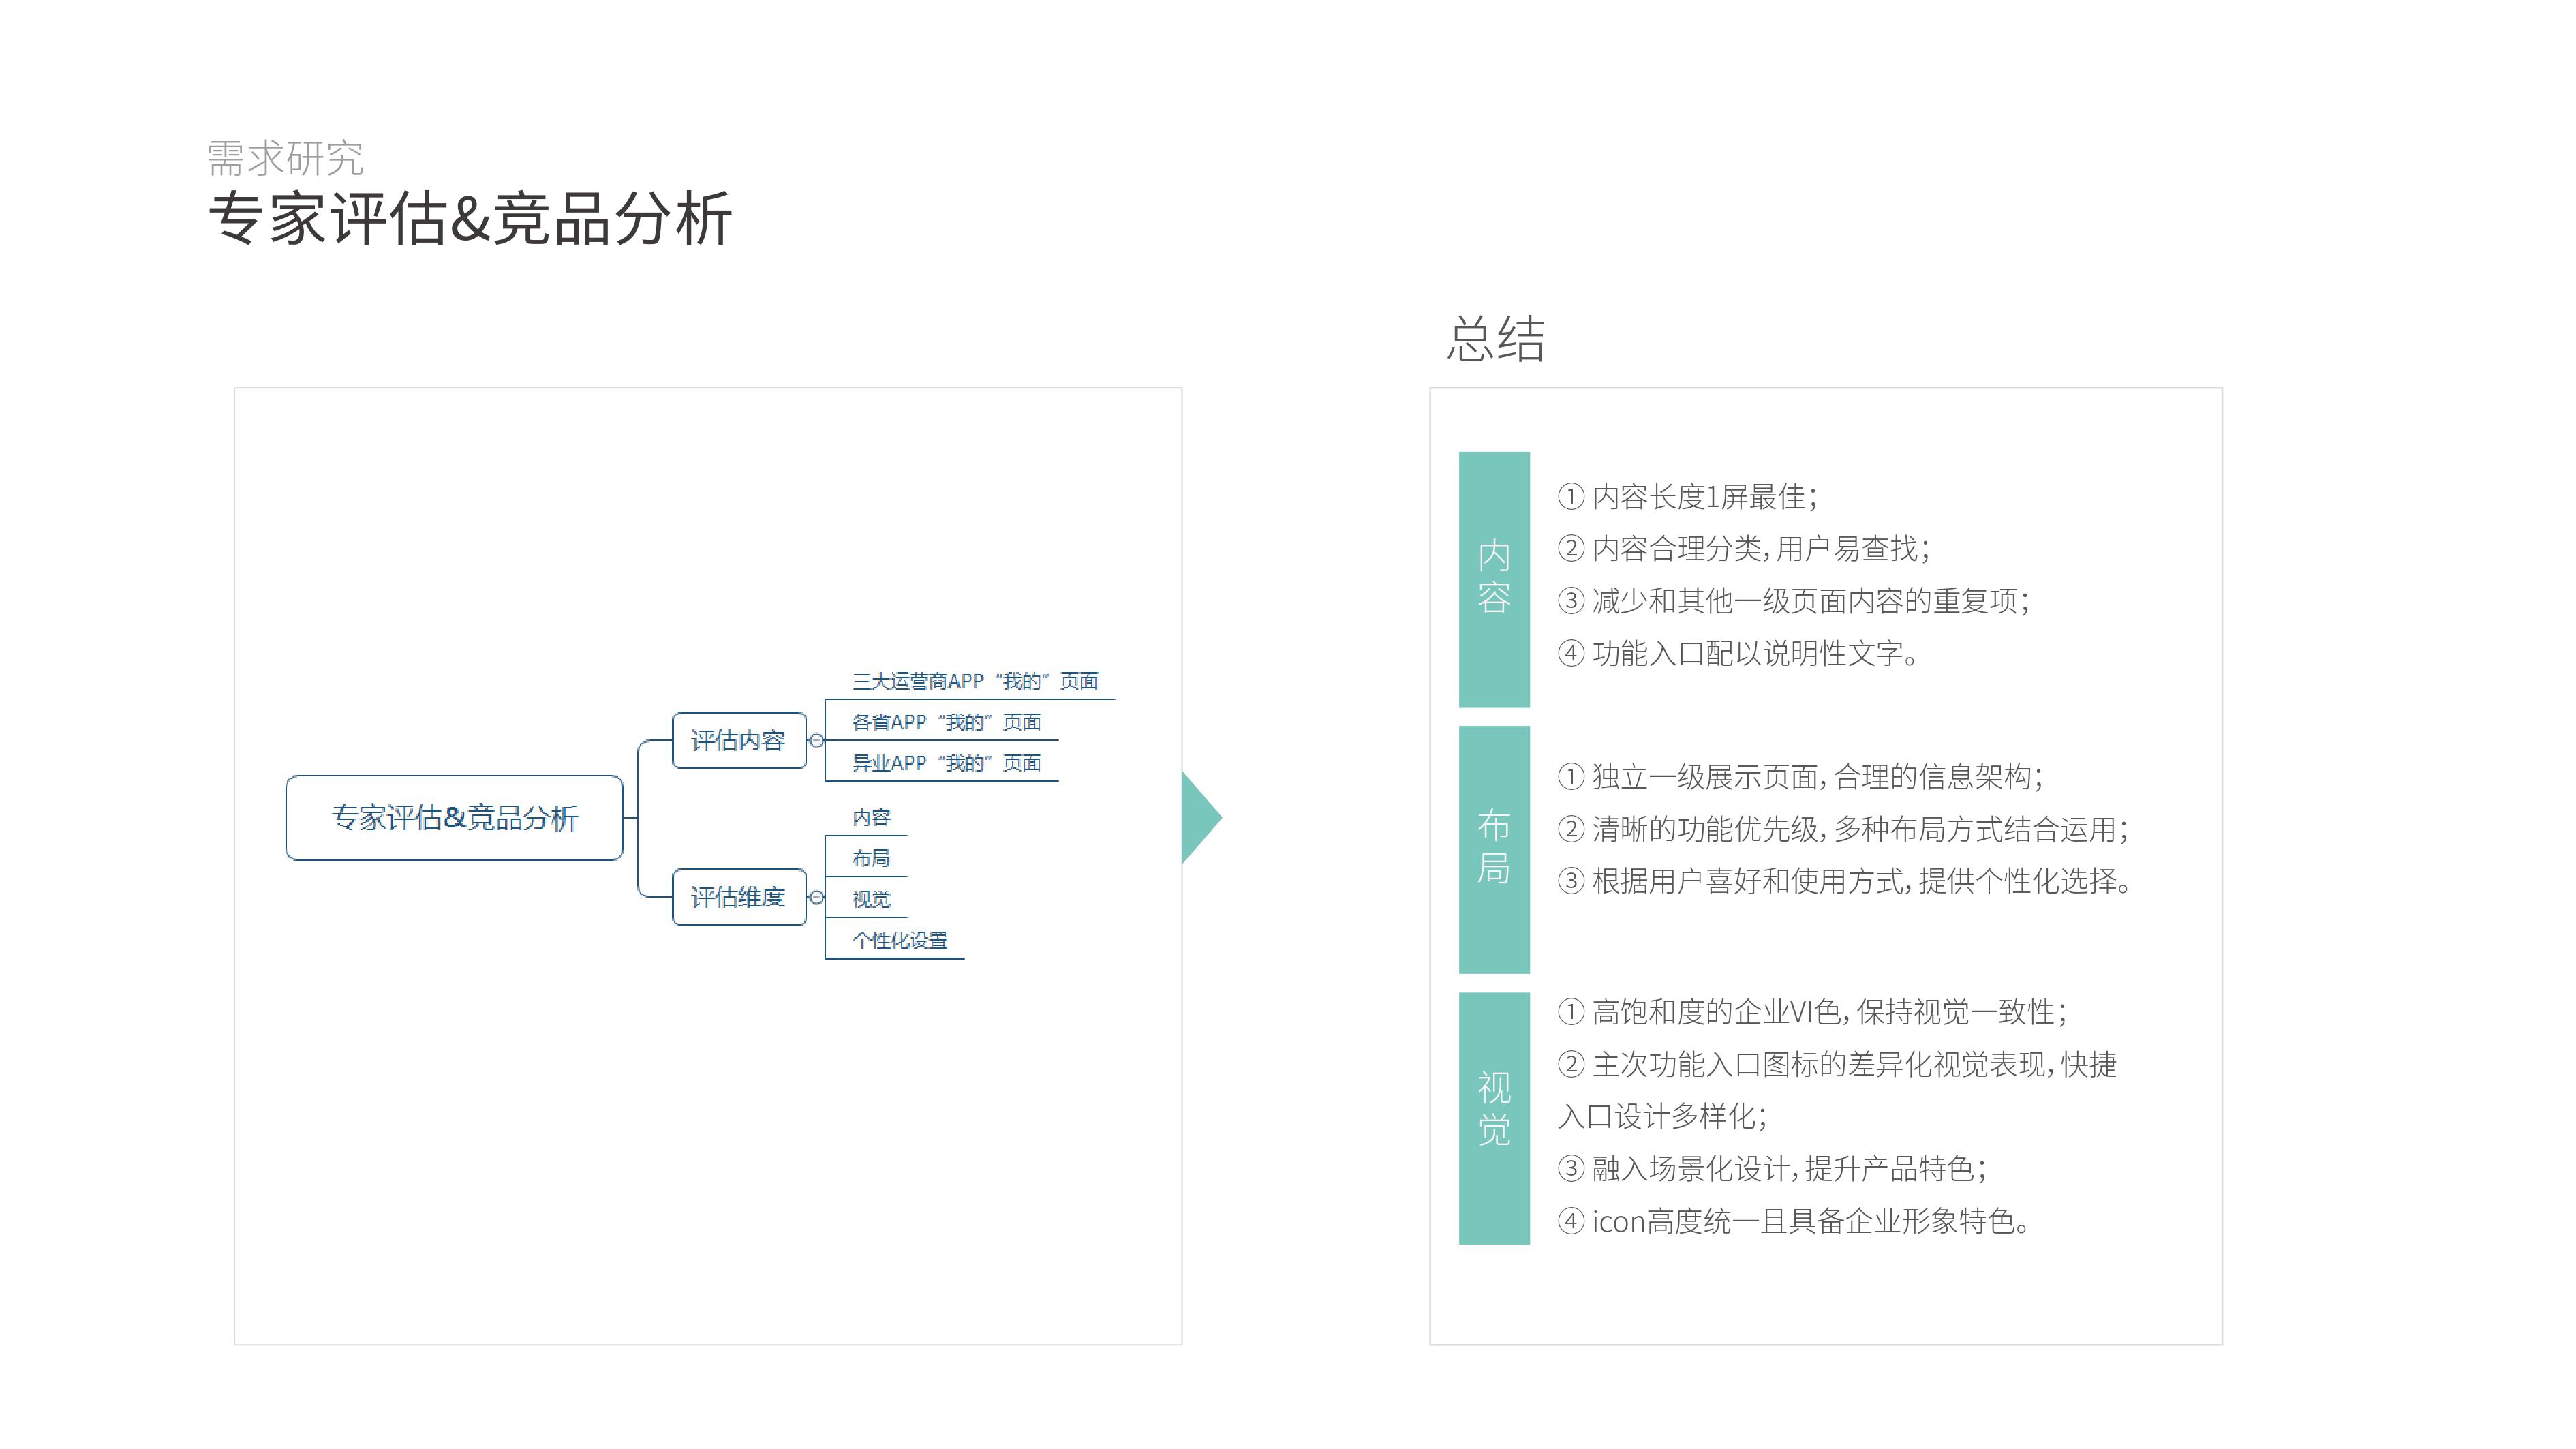 需求研究
专家评估&竞品分析
专家评估&竞品分析
评估内容
三大运营商APP“我的”页面
各省APP“我的”页面
异业APP“我的”页面
评估维度
内容
布局
视觉
个性化设置
总结
内容
① 内容长度1屏最佳；
② 内容合理分类，用户易查找；
③ 减少和其他一级页面内容的重复项；
④ 功能入口配以说明性文字。
布局
① 独立一级展示页面，合理的信息架构；
② 清晰的功能优先级，多种布局方式结合运用；
③ 根据用户喜好和使用方式，提供个性化选择。
视觉
① 高饱和度的企业VI色，保持视觉一致性；
② 主次功能入口图标的差异化视觉表现，快捷
入口设计多样化；
③ 融入场景化设计，提升产品特色；
④ icon高度统一且具备企业形象特色。